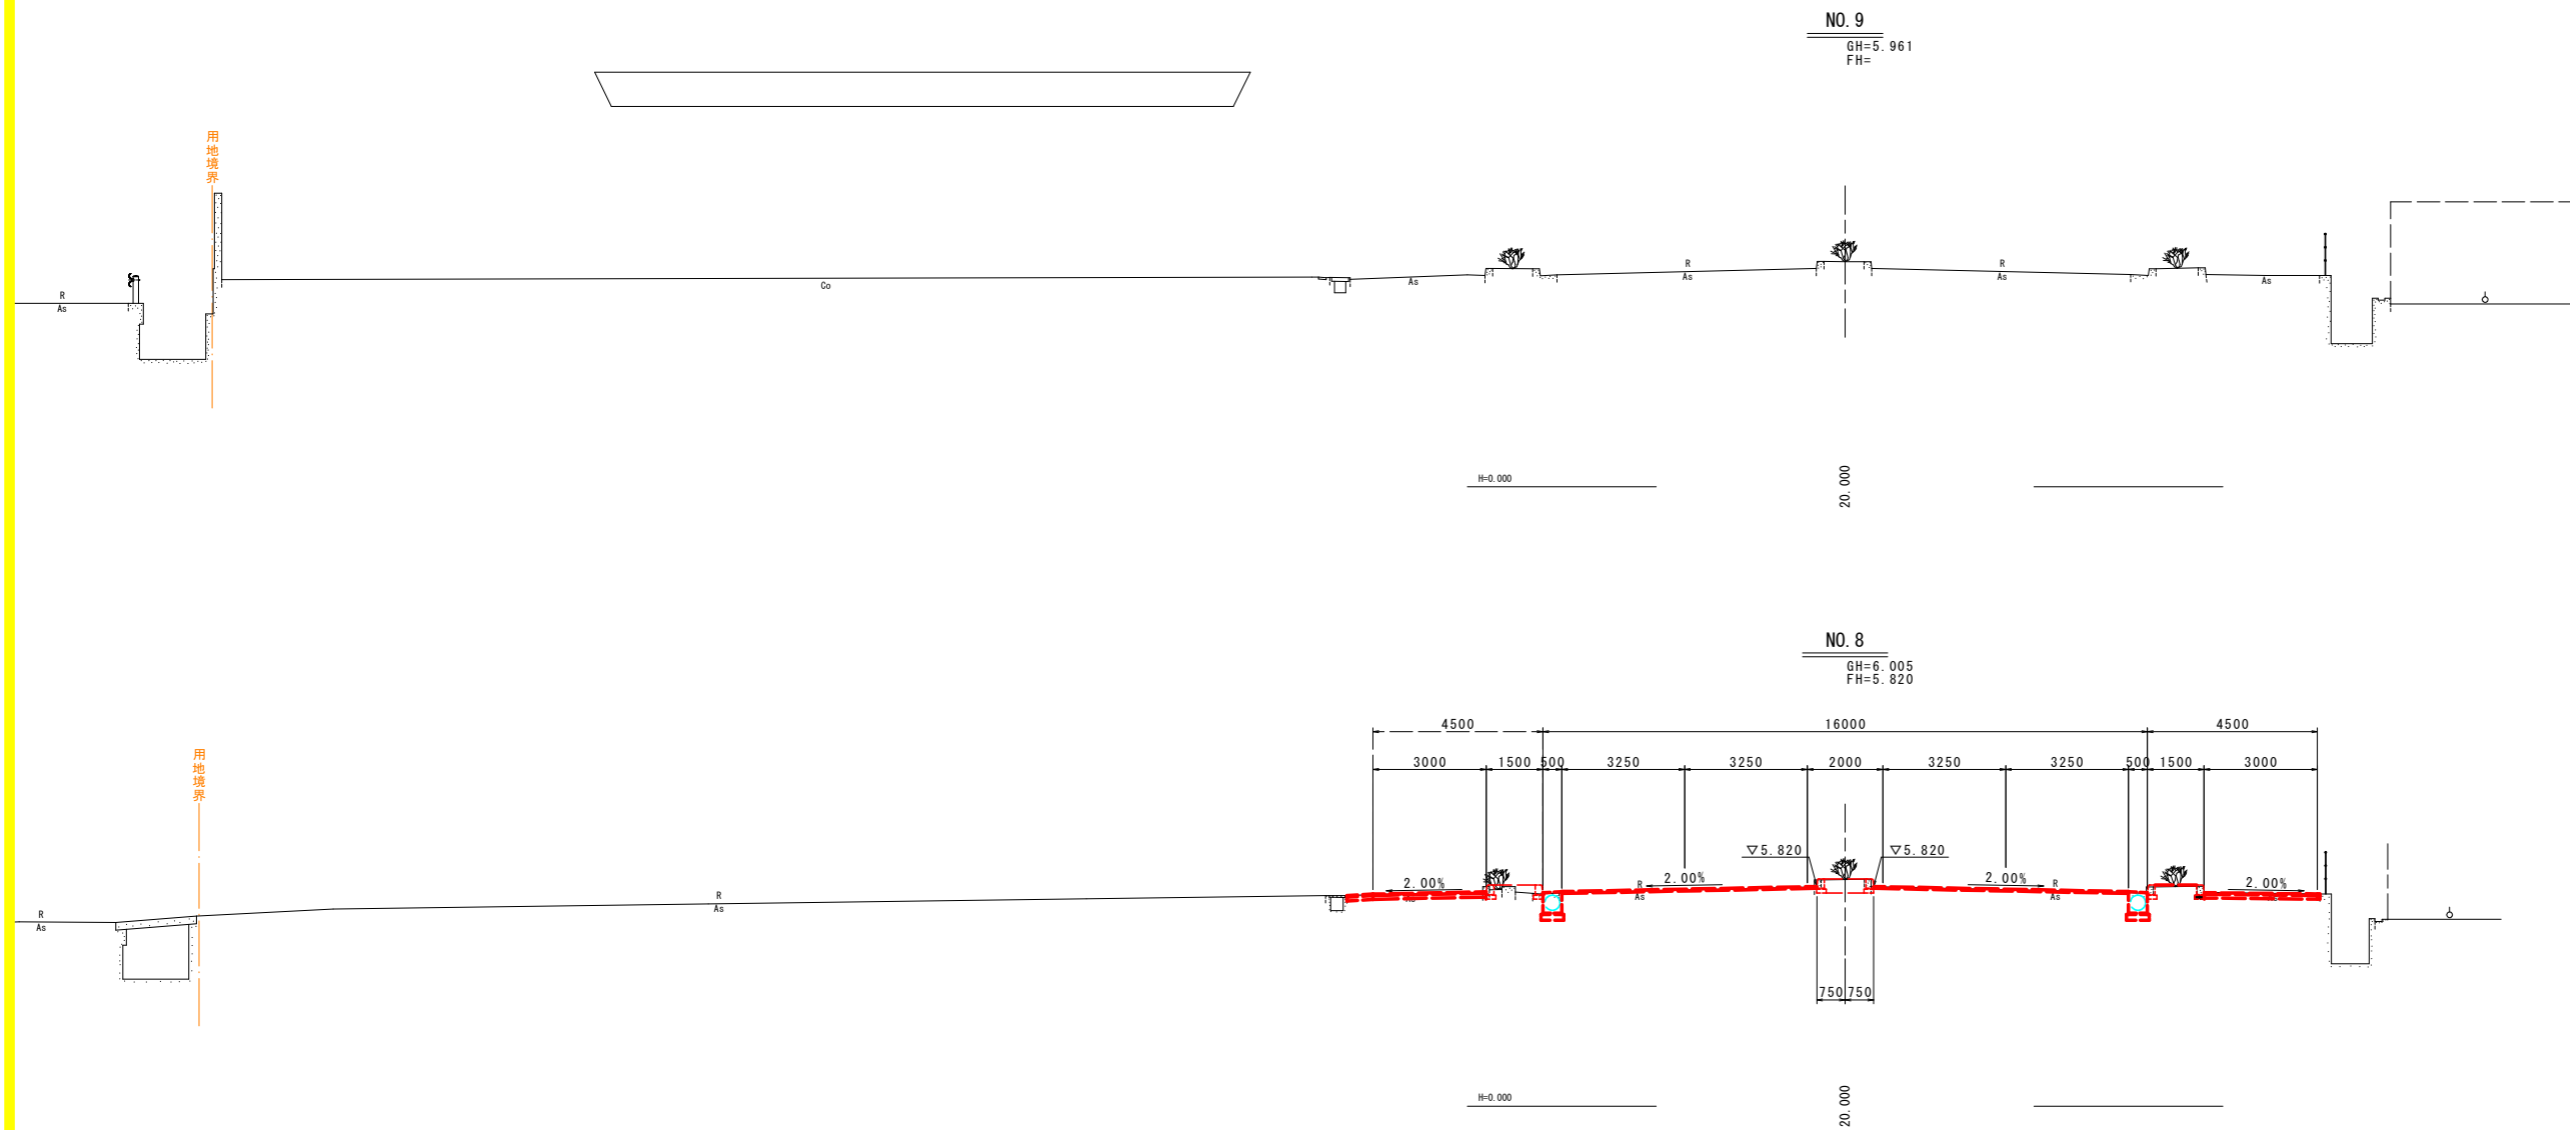 NO. 9
GH=5. 961
FH=
用地境界
R
As
Co
As
R
As
R
As
As
H=0. 000
20. 000
NO. 8
GH=6. 005
FH=5. 820
4500
16000
4500
3000
1500
500
3250
3250
2000
3250
3250
500
1500
3000
用地境界
▽5. 820
▽5. 820
2. 00%
2. 00%
2. 00%
2. 00%
R
As
R
As
As
R
As
R
As
As
750
750
H=0. 000
20. 000